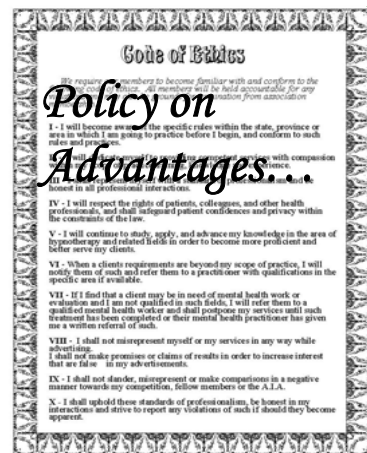 Code of Ethics
We require our members to become familiar with and conform to the
code of ethics. All members will be held accountable for any
from association
Policy on
Advantages…
I - I will become aware of the specific rules within the state, province or
area in which I am going to practice before I begin, and conform to such
rules and practices.
with compassion
honest in all professional interactions.
IV - I will respect the rights of patients, colleagues, and other health
professionals, and shall safeguard patient confidences and privacy within
the constraints of the law.
V - I will continue to study, apply, and advance my knowledge in the area of
hypnotherapy and related fields in order to become more proficient and
better serve my clients.
VI - When a clients requirements are beyond my scope of practice, I will
notify them of such and refer them to a practitioner with qualifications in the
specific area if available.
VII - If I find that a client may be in need of mental health work or
evaluation and I am not qualified in such fields, I will refer them to a
qualified mental health worker and shall postpone my services until such
treatment has been completed or their mental health practitioner has given
me a written referral of such.
VIII - I shall not misrepresent myself or my services in any way while
advertising.
I shall not make promises or claims of results in order to increase interest
that are false in my advertisements.
IX - I shall not slander, misrepresent or make comparisons in a negative
manner towards my competition, fellow members or the A.I.A.
X - I shall uphold these standards of professionalism, be honest in my
interactions and strive to report any violations of such if should they become
apparent.